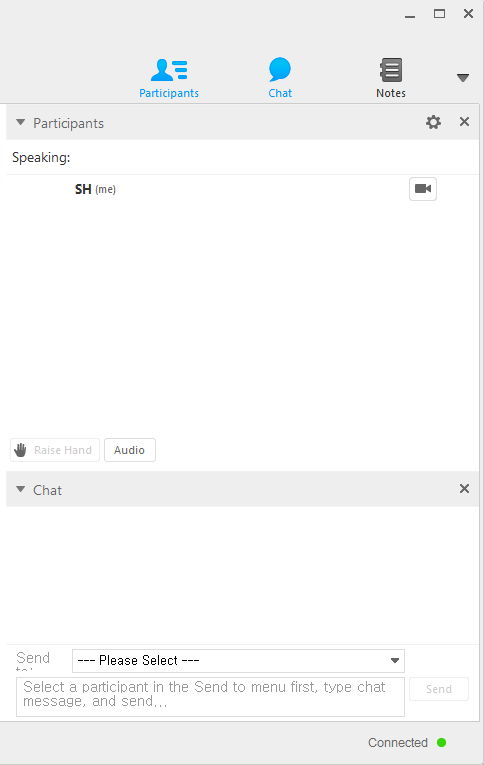 Participants
Chat
Notes
Participants
Speaking:
SH (me)
Raise Hand
Audio
Chat
Send to:
--- Please Select ---
Select a participant in the Send to menu first, type chat
message, and send...
Send
Connected